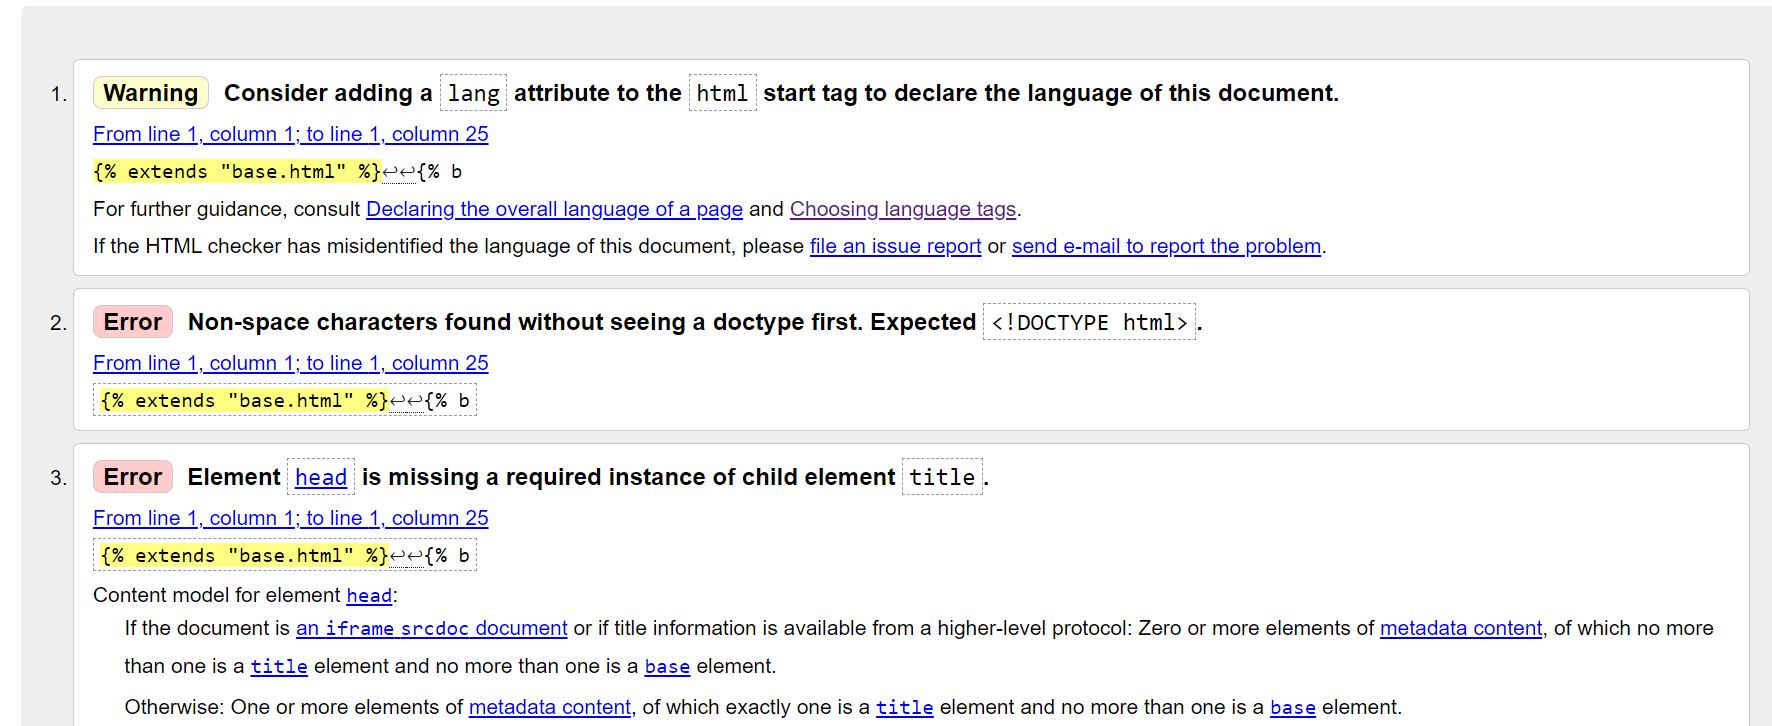 1. Warning Consider adding a lang attribute to the html start tag to declare the language of this document.
From line 1, column 1; to line 1, column 25
{% extends "base.html" %}↩↩{% b
For further guidance, consult Declaring the overall language of a page and Choosing language tags.
If the HTML checker has misidentified the language of this document, please file an issue report or send e-mail to report the problem.
2. Error Non-space characters found without seeing a doctype first. Expected <!DOCTYPE html>.
From line 1, column 1; to line 1, column 25
{% extends "base.html" %}↩↩{% b
3. Error Element head is missing a required instance of child element title.
From line 1, column 1; to line 1, column 25
{% extends "base.html" %}↩↩{% b
Content model for element head:
If the document is an iframe srcdoc document or if title information is available from a higher-level protocol: Zero or more elements of metadata content, of which no more
than one is a title element and no more than one is a base element.
Otherwise: One or more elements of metadata content, of which exactly one is a title element and no more than one is a base element.